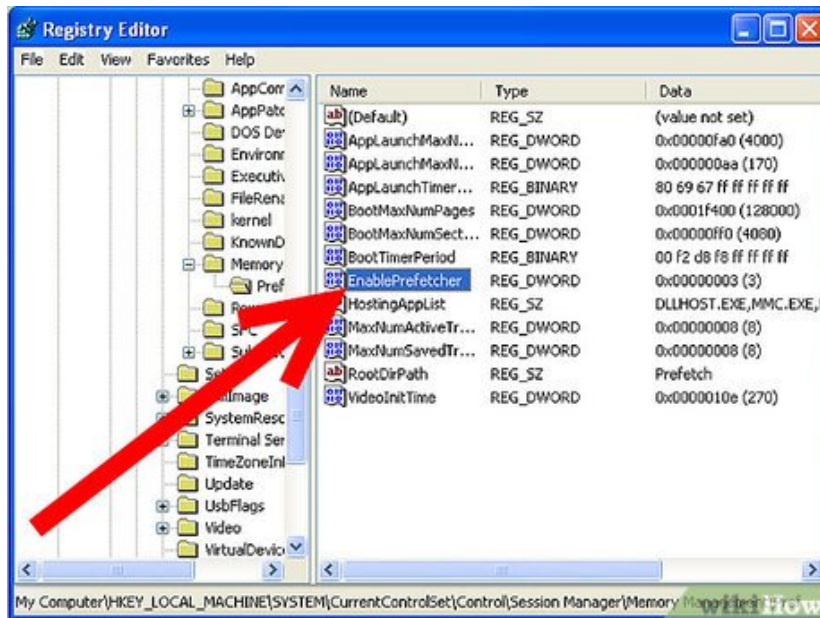 Registry Editor
File Edit View Favorites Help
AppCom
AppPatc
DOS De
Environ
Executiv
FileRena
kernel
KnownD
Memory
Pref
Set
Image
SystemResc
Terminal Ser
TimeZoneIn
Update
UsbFlags
Video
VirtualDevic
Name Type Data
(Default) REG_SZ (value not set)
AppLaunchMaxN... REG_DWORD 0x00000fa0 (4000)
AppLaunchMaxN... REG_DWORD 0x000000aa (170)
AppLaunchTimer... REG_BINARY 80 69 67 ff ff ff ff ff
BootMaxNumPages REG_DWORD 0x0001f400 (128000)
BootMaxNumSect... REG_DWORD 0x00000ff0 (4080)
BootTimerPeriod REG_BINARY 00 f2 d8 f8 ff ff ff ff
EnablePrefetcher REG_DWORD 0x00000003 (3)
HostingAppList REG_SZ DLLHOST.EXE,MMC.EXE,
MaxNumActiveTr... REG_DWORD 0x00000008 (8)
MaxNumSavedTr... REG_DWORD 0x00000008 (8)
RootDirPath REG_SZ Prefetch
VideoInitTime REG_DWORD 0x0000010e (270)
My Computer\HKEY_LOCAL_MACHINE\SYSTEM\CurrentControlSet\Control\Session Manager\Memory
wikiHow